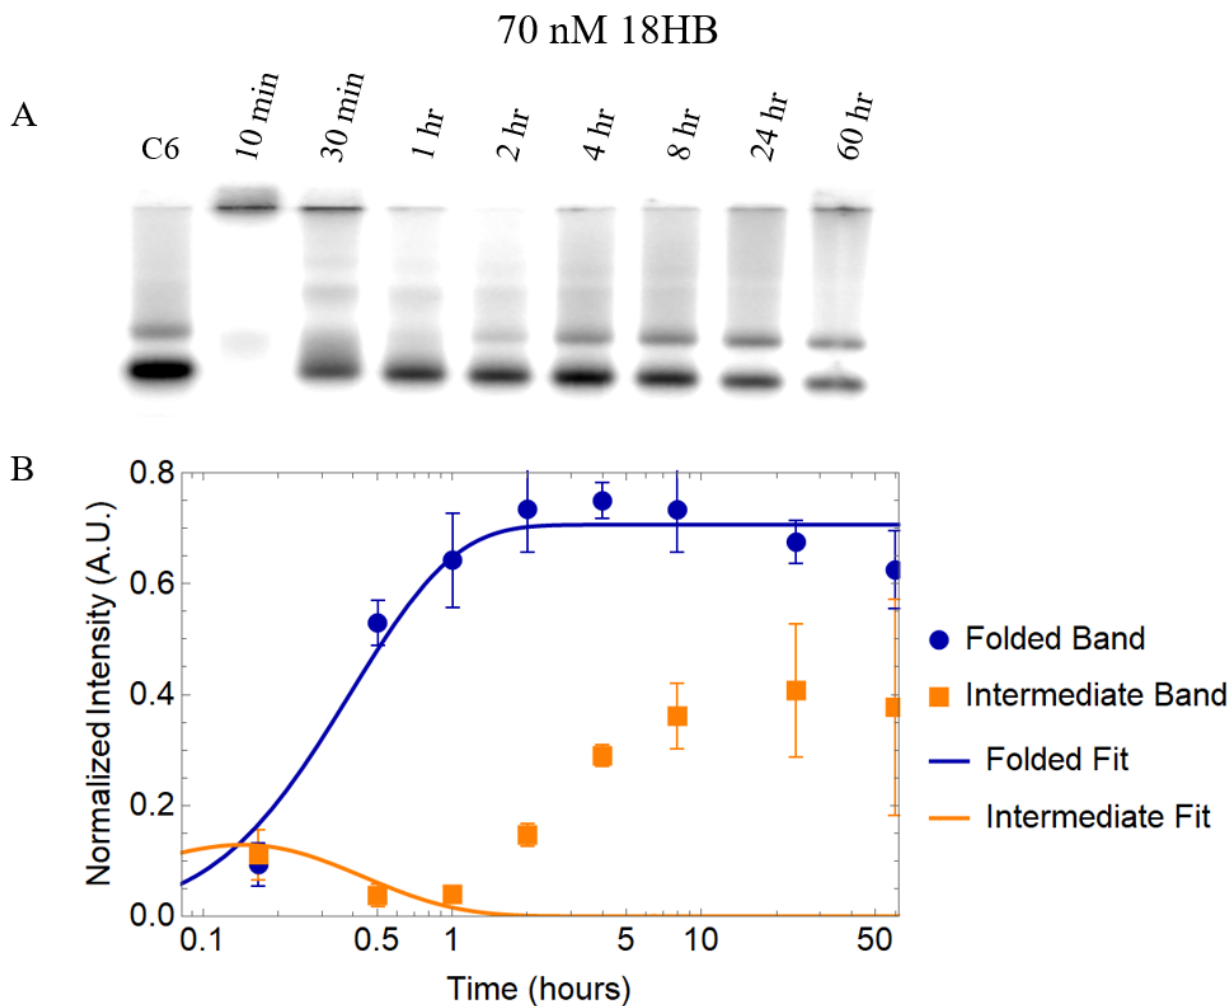 70 nM 18HB
A
C6 10 min 30 min 1 hr 2 hr 4 hr 8 hr 24 hr 60 hr
B
Normalized Intensity (A.U.)
0.8
0.6
0.4
0.2
0.0
0.1 0.5 1 5 10 50
Time (hours)
Folded Band
Intermediate Band
Folded Fit
Intermediate Fit